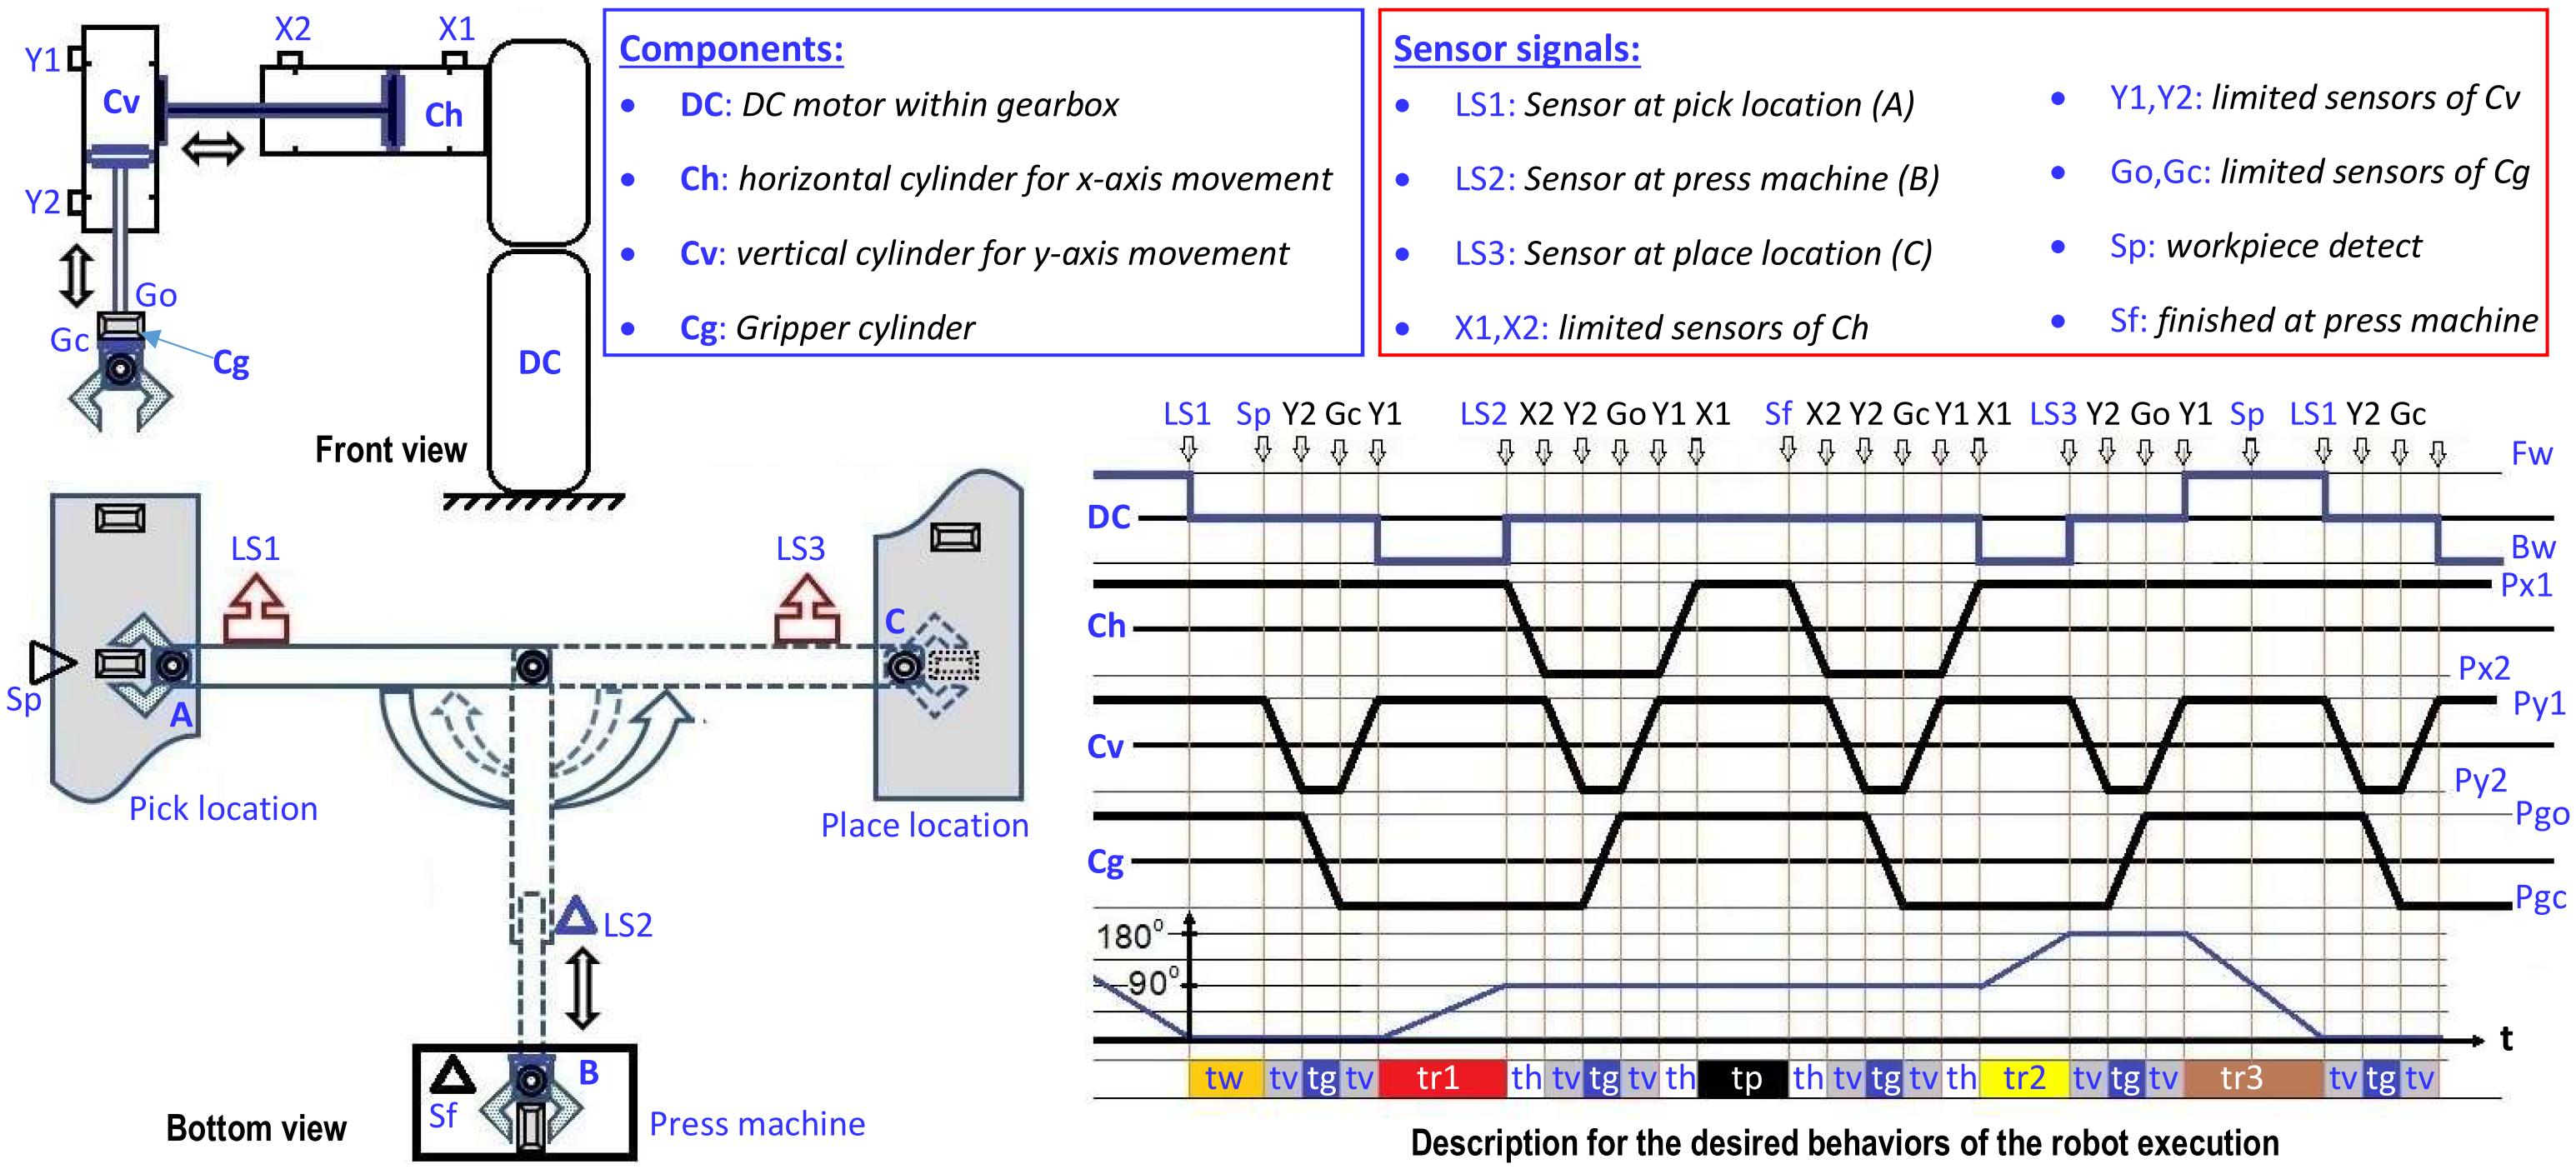 X2 X1
Y1
Cv
Ch
Y2
Go
Gc
Cg
DC
Front view
Components:
• DC: DC motor within gearbox
• Ch: horizontal cylinder for x-axis movement
• Cv: vertical cylinder for y-axis movement
• Cg: Gripper cylinder
Sensor signals:
• LS1: Sensor at pick location (A)
• LS2: Sensor at press machine (B)
• LS3: Sensor at place location (C)
• X1,X2: limited sensors of Ch
• Y1,Y2: limited sensors of Cv
• Go,Gc: limited sensors of Cg
• Sp: workpiece detect
• Sf: finished at press machine
LS1 LS3
C
Sp
A
Pick location
Place location
LS2
B
Sf
Press machine
Bottom view
LS1 Sp Y2 Gc Y1 LS2 X2 Y2 Go Y1 X1 Sf X2 Y2 Gc Y1 X1 LS3 Y2 Go Y1 Sp LS1 Y2 Gc
Fw
DC
Bw
Px1
Ch
Px2
Py1
Cv
Py2
Pgo
Cg
Pgc
180⁰
90⁰
t
tw tv tg tv tr1 th tv tg tv th tp th tv tg tv th tr2 tv tg tv tr3 tv tg tv
Description for the desired behaviors of the robot execution